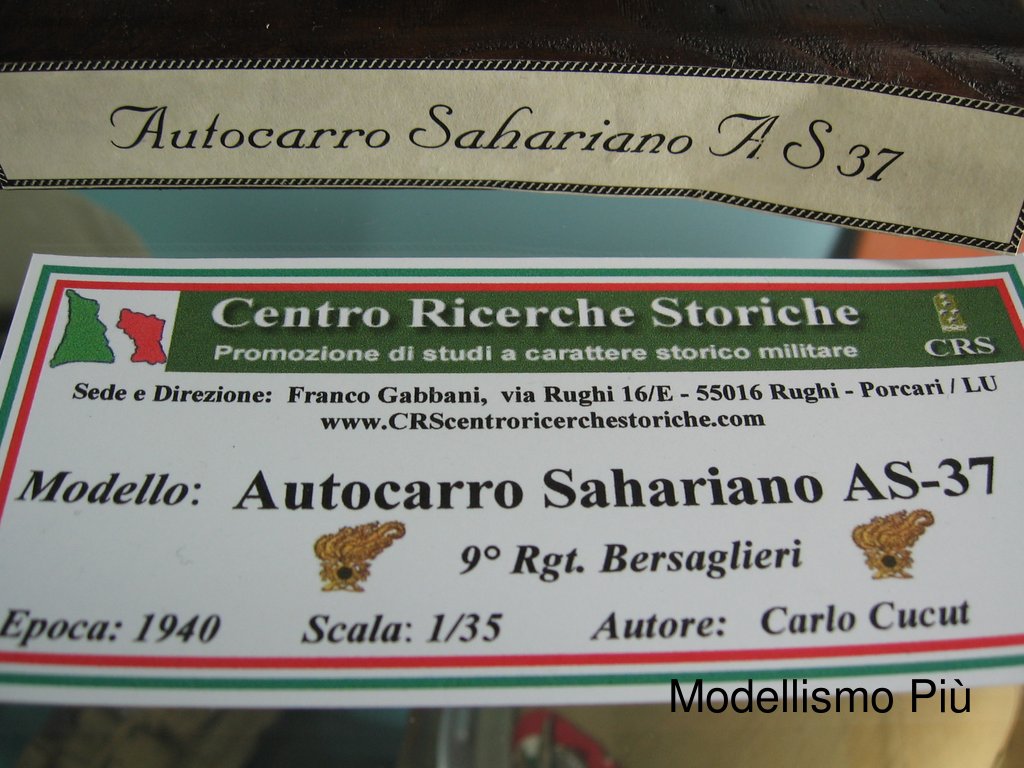 Autocarro Sahariano AS 37
Centro Ricerche Storiche
Promozione di studi a carattere storico militare
CRS
Sede e Direzione: Franco Gabbani, via Rughi 16/E - 55016 Rughi - Porcari / LU
www.CRScentroricerchestoriche.com
Modello: Autocarro Sahariano AS-37
9° Rgt. Bersaglieri
Epoca: 1940 Scala: 1/35 Autore: Carlo Cucut
Modellismo Più